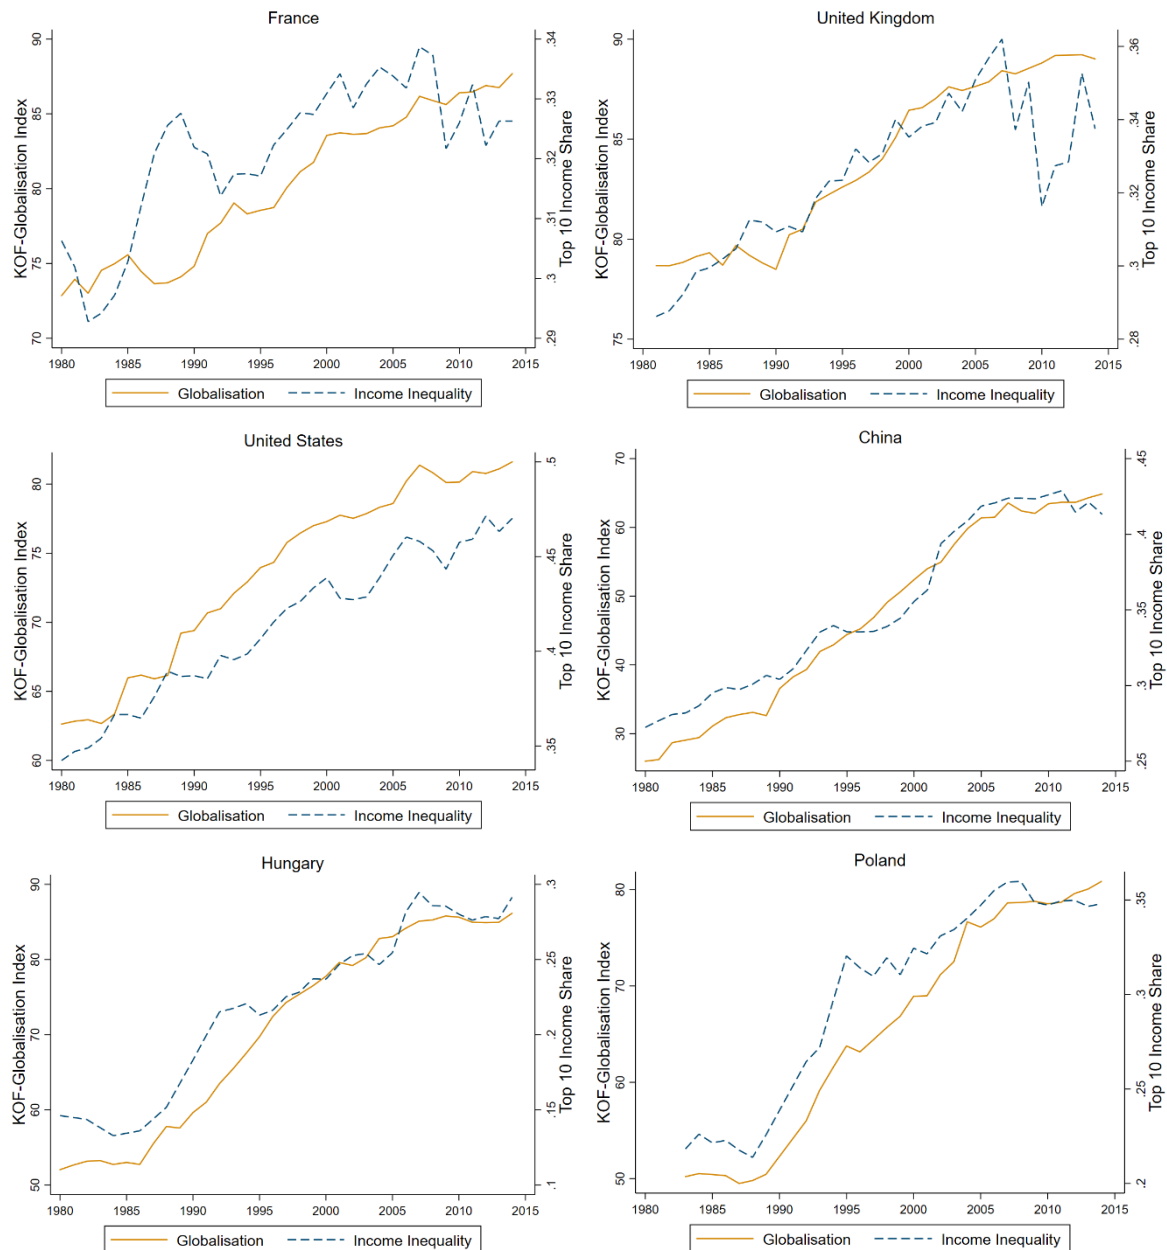 France
KOF-Globalisation Index
90
85
80
75
70
.34
.33
.32
.31
.3
.29
Top 10 Income Share
1980 1985 1990 1995 2000 2005 2010 2015
Globalisation Income Inequality
United Kingdom
KOF-Globalisation Index
90
85
80
75
.36
.34
.32
.3
.28
Top 10 Income Share
1980 1985 1990 1995 2000 2005 2010 2015
Globalisation Income Inequality
United States
KOF-Globalisation Index
80
75
70
65
60
.5
.45
.4
.35
Top 10 Income Share
1980 1985 1990 1995 2000 2005 2010 2015
Globalisation Income Inequality
China
KOF-Globalisation Index
70
60
50
40
30
.45
.4
.35
.3
.25
Top 10 Income Share
1980 1985 1990 1995 2000 2005 2010 2015
Globalisation Income Inequality
Hungary
KOF-Globalisation Index
90
80
70
60
50
.3
.25
.2
.15
.1
Top 10 Income Share
1980 1985 1990 1995 2000 2005 2010 2015
Globalisation Income Inequality
Poland
KOF-Globalisation Index
80
70
60
50
.35
.3
.25
.2
Top 10 Income Share
1980 1985 1990 1995 2000 2005 2010 2015
Globalisation Income Inequality